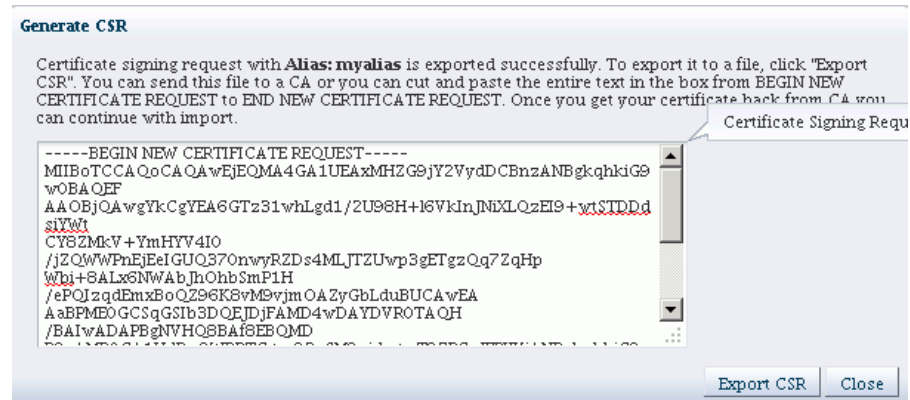 Generate CSR
Certificate signing request with Alias: myalias is exported successfully. To export it to a file, click "Export
CSR". You can send this file to a CA or you can cut and paste the entire text in the box from BEGIN NEW
CERTIFICATE REQUEST to END NEW CERTIFICATE REQUEST. Once you get your certificate back from CA you
can continue with import.
Certificate Signing Requ
-----BEGIN NEW CERTIFICATE REQUEST-----
MIIBoTCCAQoCAQAwEjEQMA4GA1UEAxMHZG9jY2VydDCBnzANBgkqhkiG9
w0BAQEF
AAOBjQAwgYkCgYEA6GTz31whLgd1/2U98H+l6VkInJNiXLQzEI9+wtSTDDd
siYWt
CY8ZMkV+YmHYV4I0
/jZQWWPnEjEeIGUQ370nwyRZDs4MLJTZUwp3gETgzQq7ZqHp
Wbi+8ALx6NWAbJhOhbSmP1H
/ePQIzqdEmxBoQZ96K8vM9vjmOAZyGbLduBUCAwEA
AaBPME0GCSqGSIb3DQEJDjFAMD4wDAYDVR0TAQH
/BAIwADAPBgNVHQ8BAf8EBQMD
Export CSR
Close